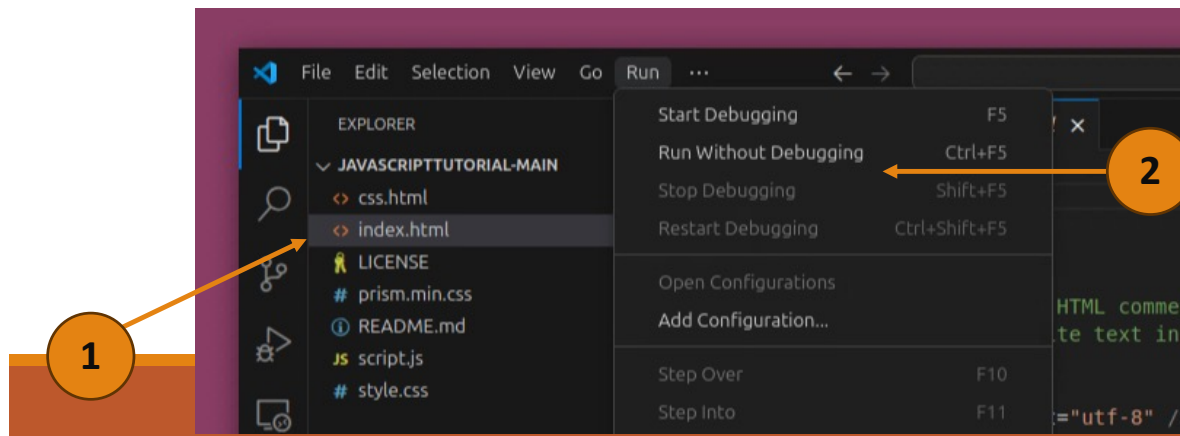 File Edit Selection View Go Run ...
EXPLORER
JAVASCRIPTTUTORIAL-MAIN
css.html
index.html
LICENSE
prism.min.css
README.md
JS script.js
# style.css
Start Debugging F5
Run Without Debugging Ctrl+F5
Stop Debugging Shift+F5
Restart Debugging Ctrl+Shift+F5
Open Configurations
Add Configuration...
Step Over F10
Step Into F11
HTML comme
te text in
="utf-8" /
1
2